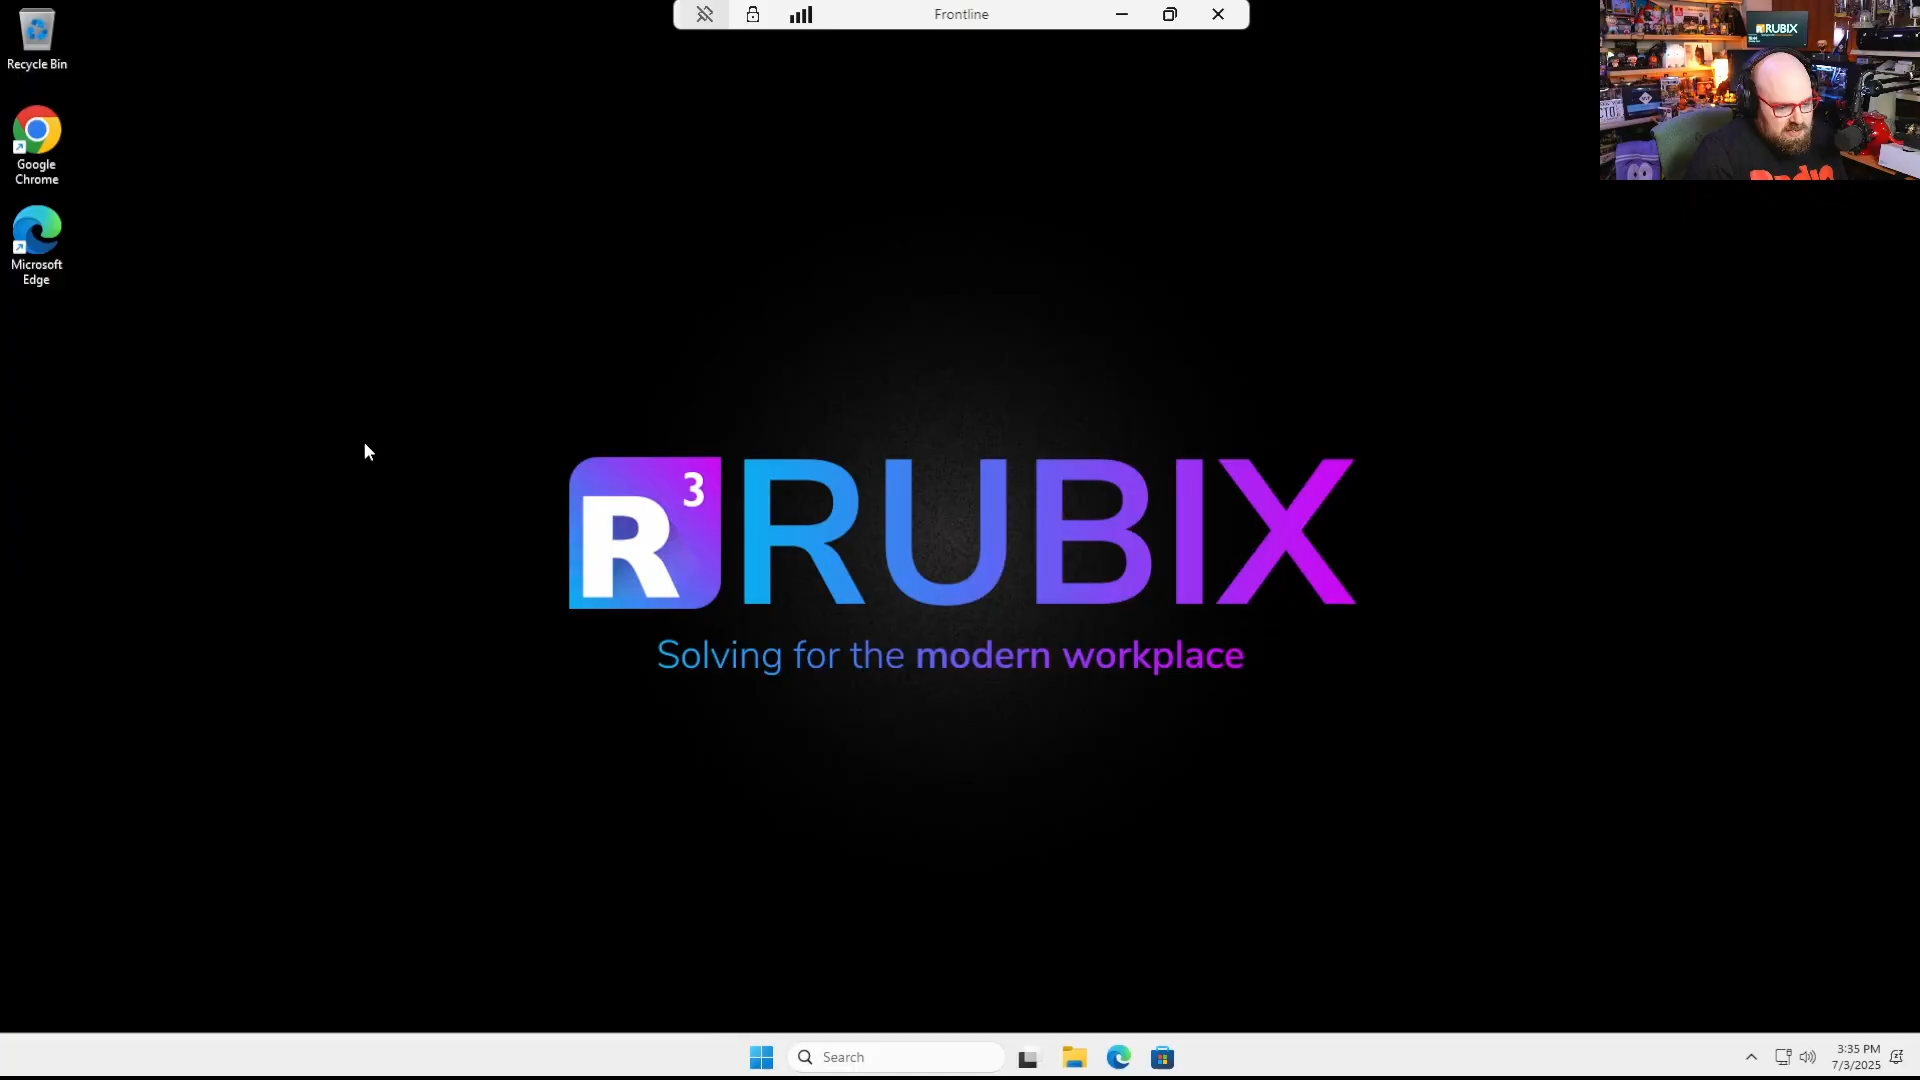 Frontline
Recycle Bin
Google
Chrome
Microsoft
Edge
RUBIX
R3 RUBIX
Solving for the modern workplace
Search
3:35 PM
7/3/2025